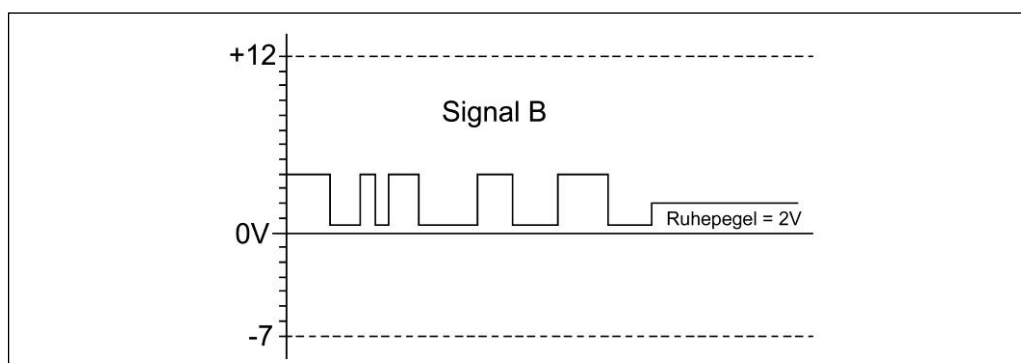 +12
Signal B
Ruhepegel = 2V
0V
-7